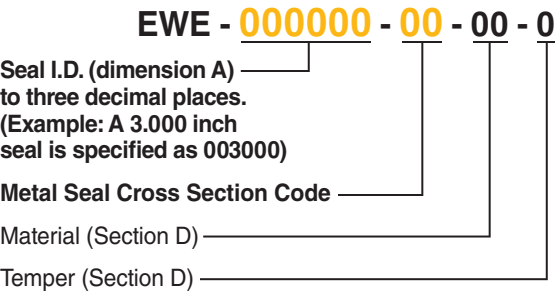 EWE - 000000 - 00 - 00 - 0
Seal I.D. (dimension A)
to three decimal places.
(Example: A 3.000 inch
seal is specified as 003000)
Metal Seal Cross Section Code
Material (Section D)
Temper (Section D)